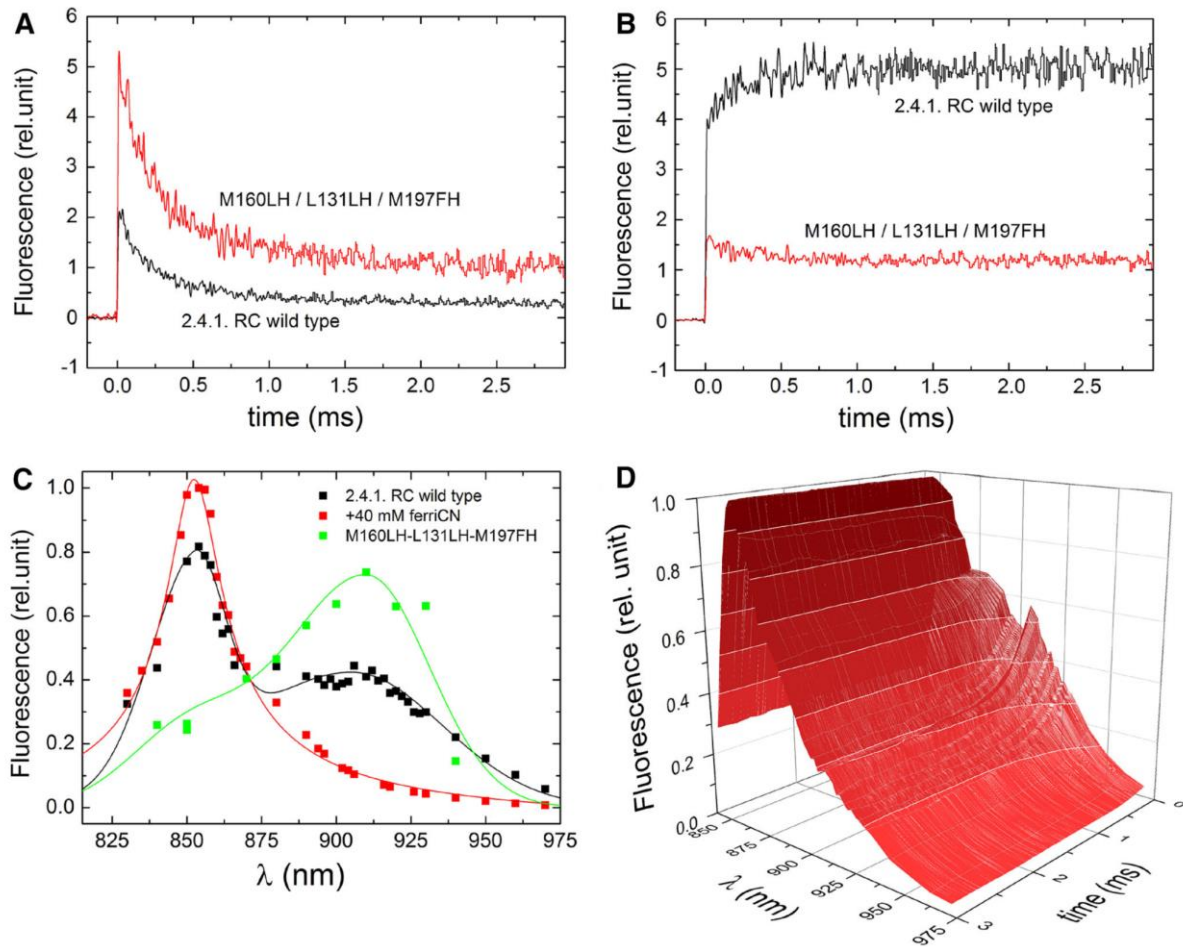 A
Fluorescence (rel.unit)
6
5
4
3
2
1
0
-1
M160LH / L131LH / M197FH
2.4.1. RC wild type
0.0 0.5 1.0 1.5 2.0 2.5
time (ms)
B
Fluorescence (rel.unit)
6
5
4
3
2
1
0
-1
2.4.1. RC wild type
M160LH / L131LH / M197FH
0.0 0.5 1.0 1.5 2.0 2.5
time (ms)
C
Fluorescence (rel.unit)
1.0
0.8
0.6
0.4
0.2
0.0
2.4.1. RC wild type
+40 mM ferriCN
M160LH-L131LH-M197FH
825 850 875 900 925 950 975
λ (nm)
D
Fluorescence (rel. unit)
1.0
0.8
0.6
0.4
0.2
0.0
850 875 900 925 950 975
λ (nm)
0
1
2
3
time (ms)